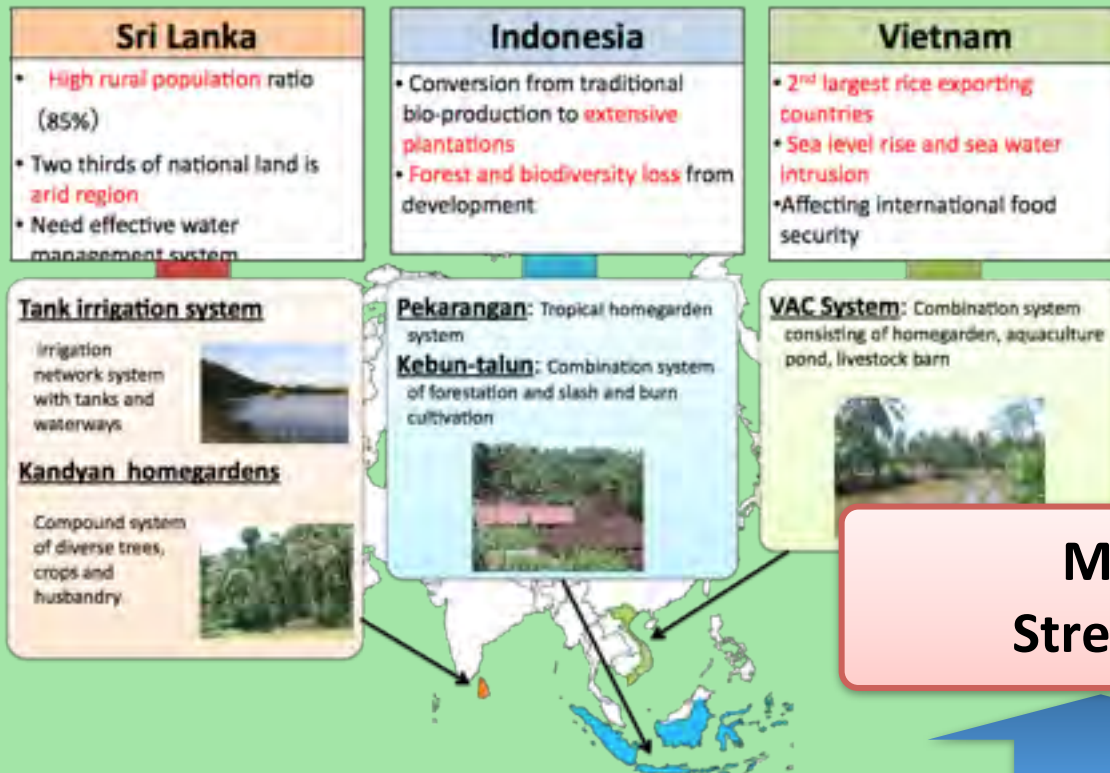 Sri Lanka
• High rural population ratio
(85%)
• Two thirds of national land is
arid region
• Need effective water
management system
Indonesia
• Conversion from traditional
bio-production to extensive
plantations
• Forest and biodiversity loss from
development
Vietnam
• 2nd largest rice exporting
countries
• Sea level rise and sea water
intrusion
•Affecting international food
security
Tank irrigation system
irrigation
network system
with tanks and
waterways
Kandyan homegardens
Compound system
of diverse trees,
crops and
husbandry
Pekarangan: Tropical homegarden
system
Kebun-talun: Combination system
of forestation and slash and burn
cultivation
VAC System: Combination system
consisting of homegarden, aquaculture
pond, livestock barn
M
Stre